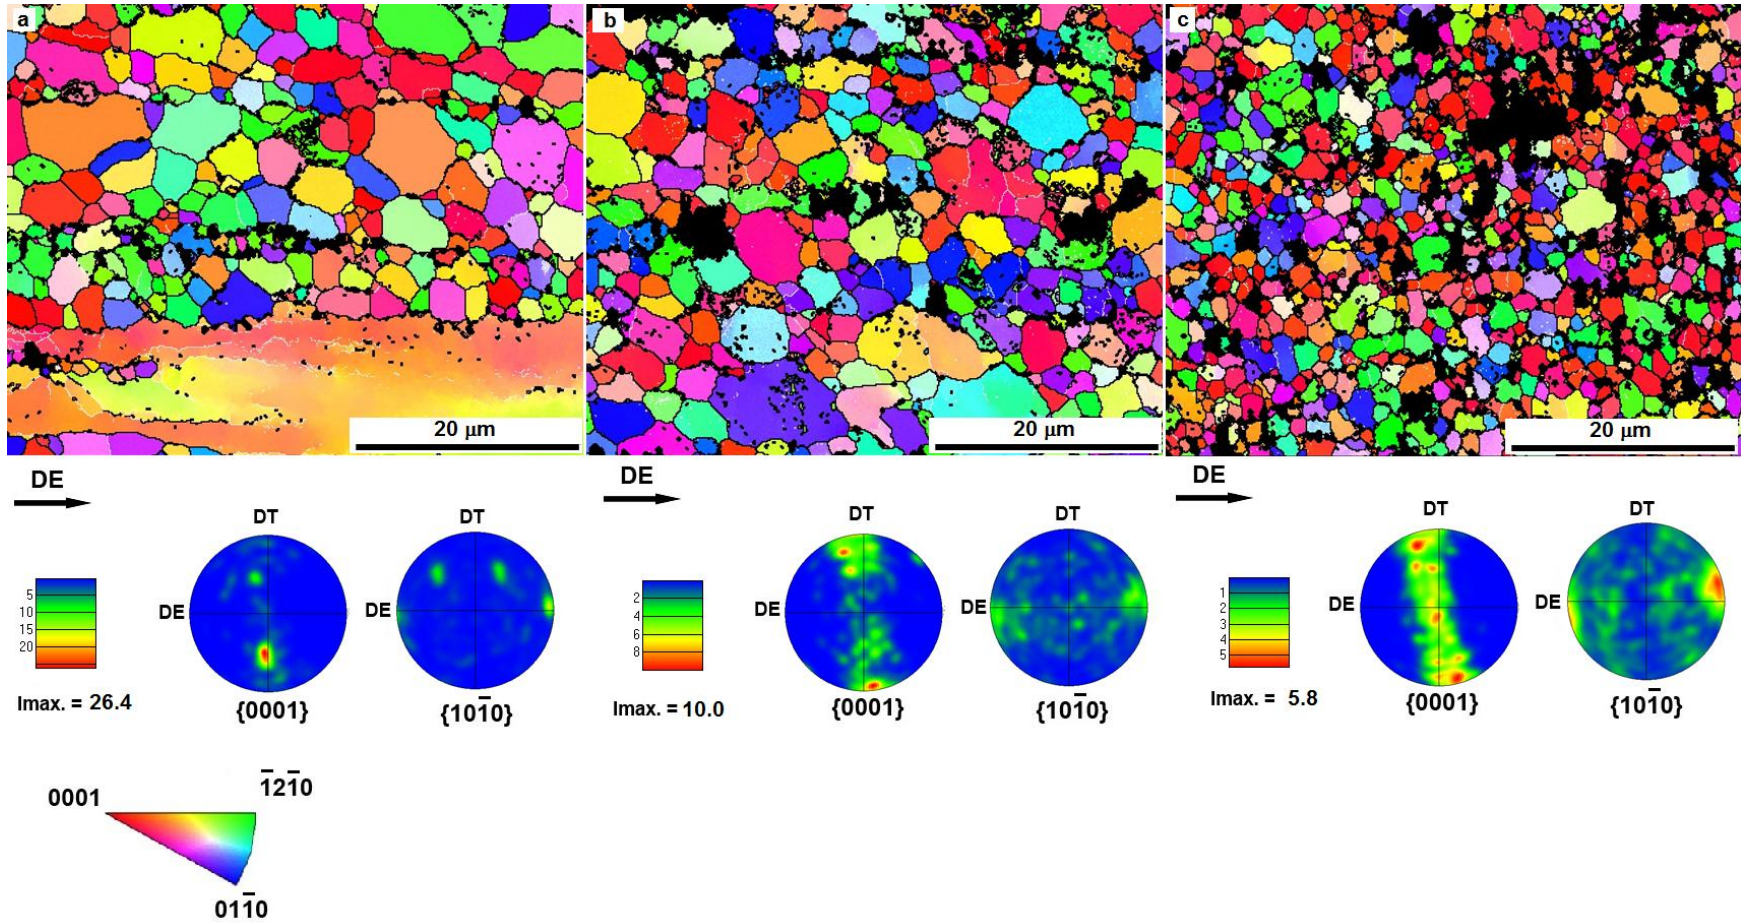 a
b
c
20 μm
20 μm
20 μm
DE
DE
DE
DT
DT
DT
DT
DT
DT
5
10
15
20
DE
DE
2
4
6
8
DE
DE
1
2
3
4
5
DE
DE
Imax. = 26.4
{0001}
{101̅0}
Imax. = 10.0
{0001}
{101̅0}
Imax. = 5.8
{0001}
{101̅0}
0001
1̅21̅0
011̅0